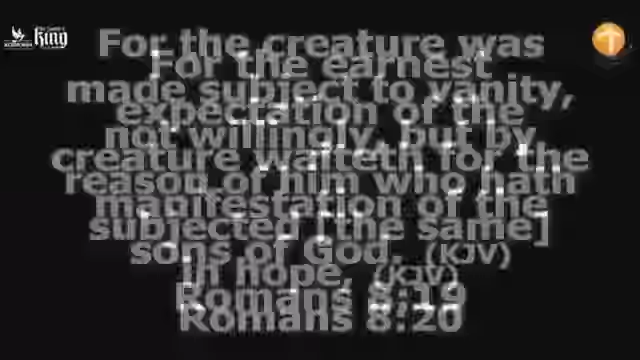 King
For the creature was
For the earnest
made subject to vanity,
expectation of the
not willingly, but by
creature waiteth for the
reason of him who hath
manifestation of the
subjected [the same]
sons of God. (KJV)
in hope, (KJV)
Romans 8:19
Romans 8:20